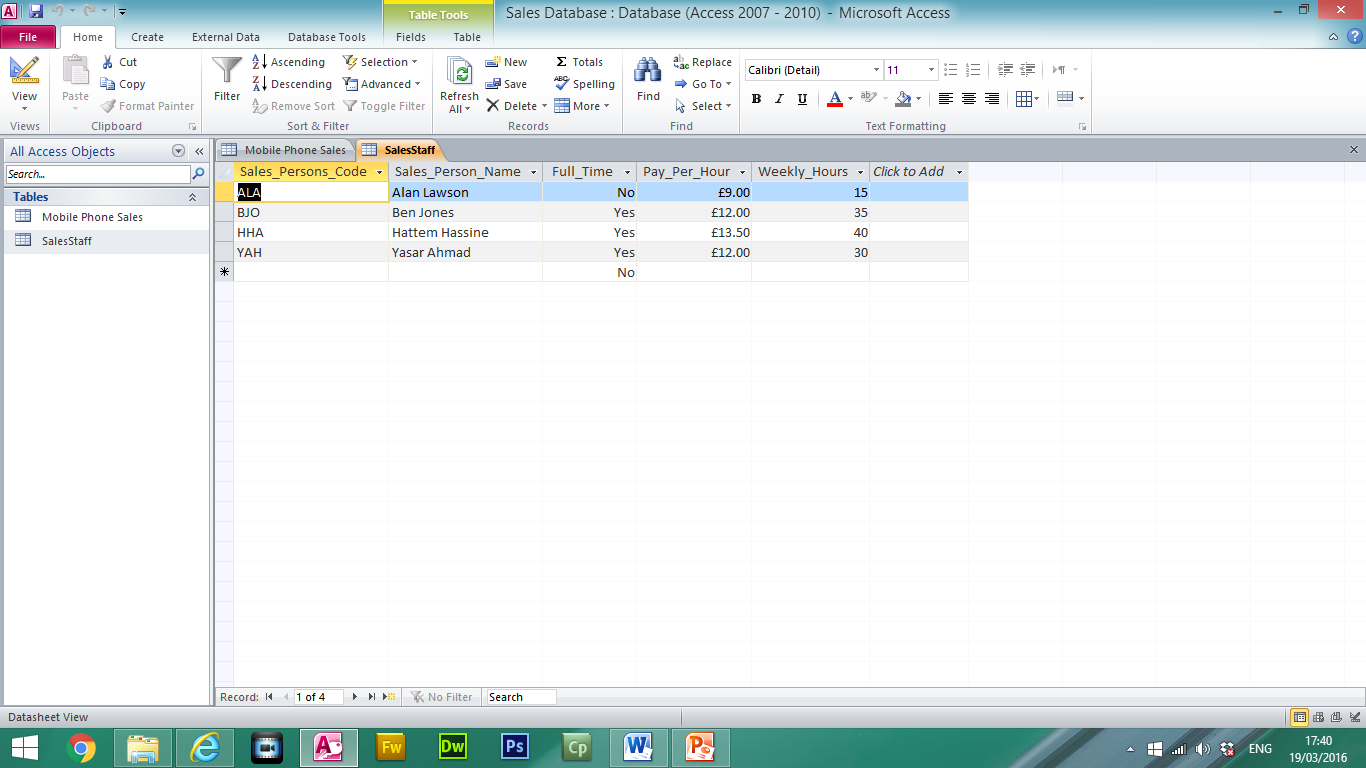 Table Tools
Sales Database : Database (Access 2007 - 2010) - Microsoft Access
File Home Create External Data Database Tools Fields Table
View
Views
Paste
Cut
Copy
Format Painter
Clipboard
Filter
Ascending
Descending
Remove Sort
Selection
Advanced
Toggle Filter
Sort & Filter
Refresh
All
New
Save
Delete
Totals
Spelling
More
Records
Find
Replace
Go To
Select
Find
Calibri (Detail) 11
B I U
Text Formatting
All Access Objects
Search...
Tables
Mobile Phone Sales
SalesStaff
Mobile Phone Sales SalesStaff
Sales_Persons_Code Sales_Person_Name Full_Time Pay_Per_Hour Weekly_Hours Click to Add
ALA Alan Lawson No £9.00 15
BJO Ben Jones Yes £12.00 35
HHA Hattem Hassine Yes £13.50 40
YAH Yasar Ahmad Yes £12.00 30
No
Record: 1 of 4 No Filter Search
Datasheet View
Fw Dw Ps Cp
ENG
17:40
19/03/2016